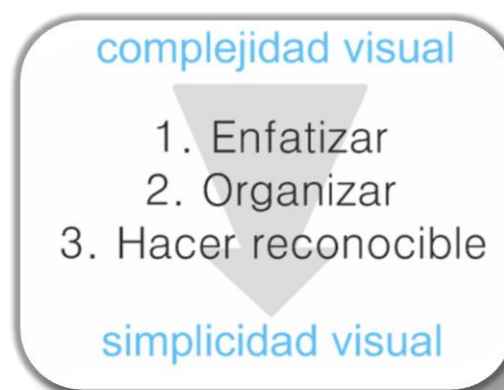 complejidad visual
1. Enfatizar
2. Organizar
3. Hacer reconocible
simplicidad visual